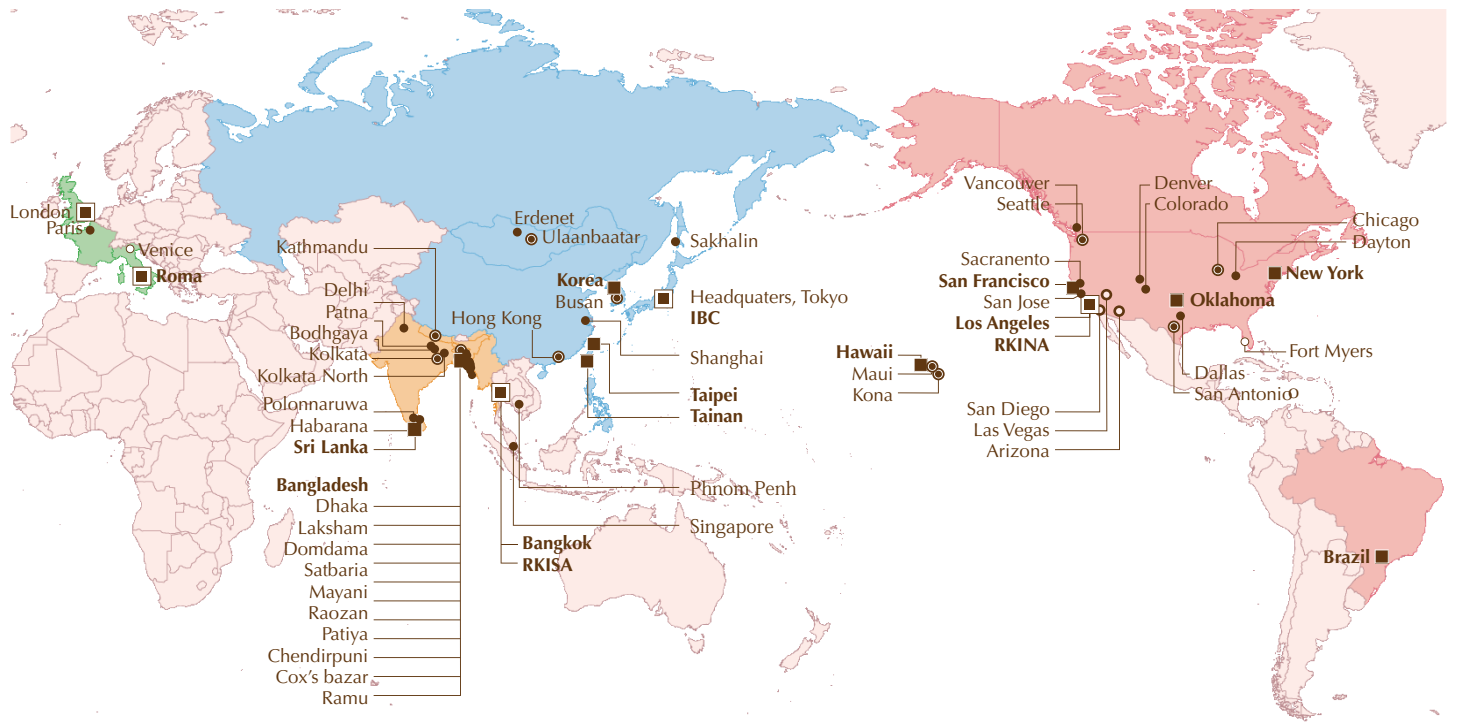 London
Paris
Venice
Roma
Kathmandu
Delhi
Patna
Bodhgaya
Kolkata
Kolkata North
Polonnaruwa
Habarana
Sri Lanka
Bangladesh
Dhaka
Laksham
Domdama
Satbaria
Mayani
Raozan
Patiya
Chendirpuni
Cox's bazar
Ramu
Erdenet
Ulaanbaatar
Sakhalin
Korea
Busan
Hong Kong
Headquaters, Tokyo
IBC
Shanghai
Taipei
Tainan
Phnom Penh
Singapore
Bangkok
RKISA
Hawaii
Maui
Kona
Vancouver
Seattle
Sacranento
San Francisco
San Jose
Los Angeles
RKINA
San Diego
Las Vegas
Arizona
Denver
Colorado
Chicago
Dayton
New York
Oklahoma
Fort Myers
Dallas
San Antonio
Brazil